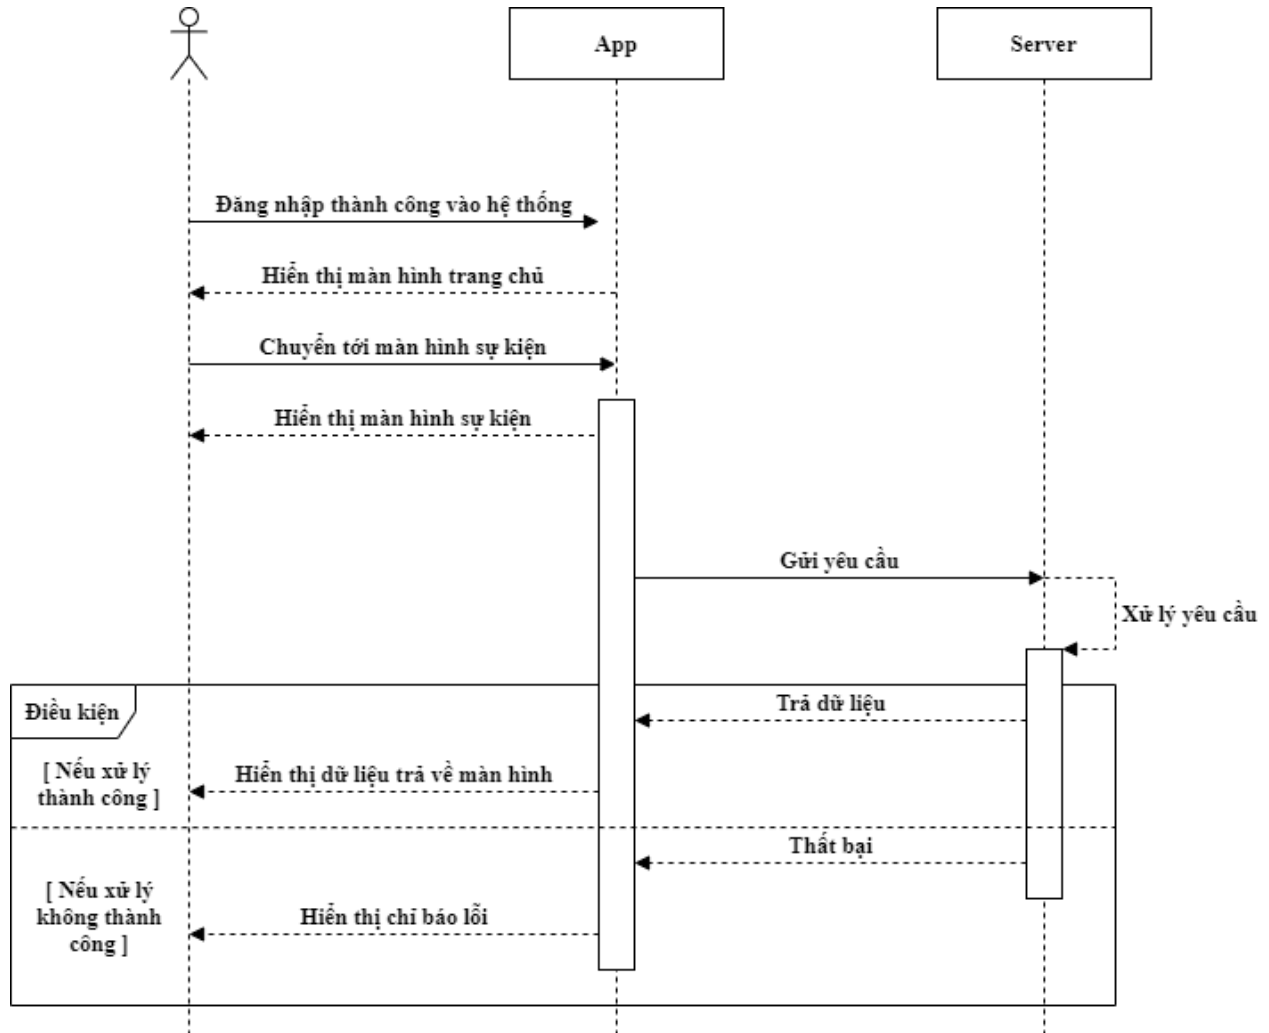 App
Server
Đăng nhập thành công vào hệ thống
Hiển thị màn hình trang chủ
Chuyển tới màn hình sự kiện
Hiển thị màn hình sự kiện
Gửi yêu cầu
Xử lý yêu cầu
Điều kiện
Trả dữ liệu
[ Nếu xử lý
thành công ]
Hiển thị dữ liệu trả về màn hình
Thất bại
[ Nếu xử lý
không thành
công ]
Hiển thị chỉ báo lỗi